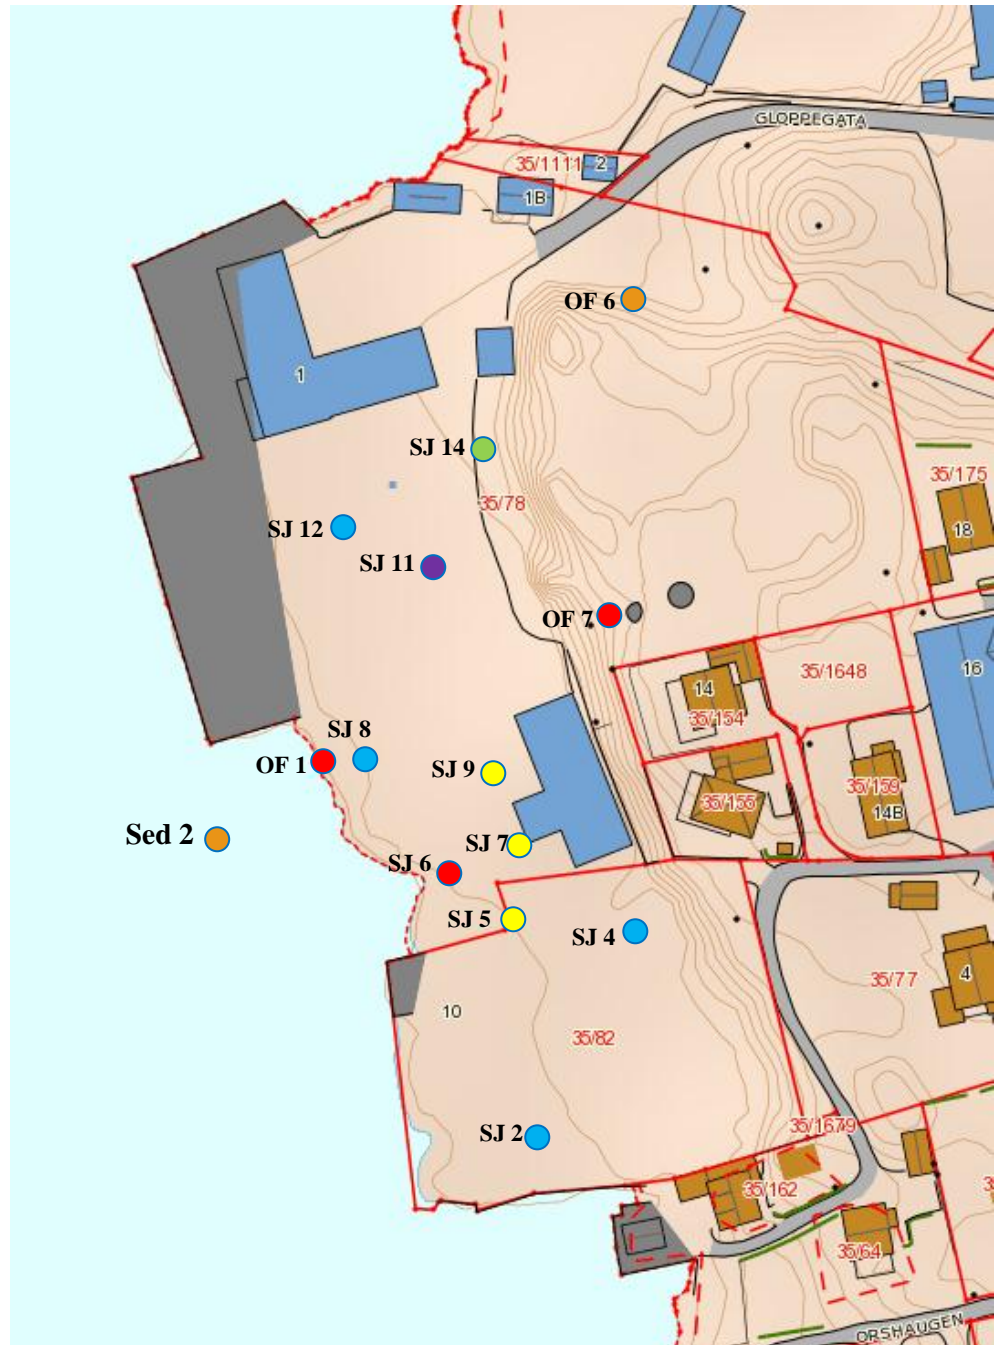 GLOPPEGATA
35/1111
2
1B
OF 6
1
SJ 14
35/78
35/175
18
SJ 12
SJ 11
OF 7
35/1648
16
14
35/154
SJ 8
OF 1
SJ 9
35/155
35/159
14B
Sed 2
SJ 7
SJ 6
SJ 5
SJ 4
35/77
4
10
35/82
35/1679
SJ 2
35/162
35/64
ORSHAUGEN